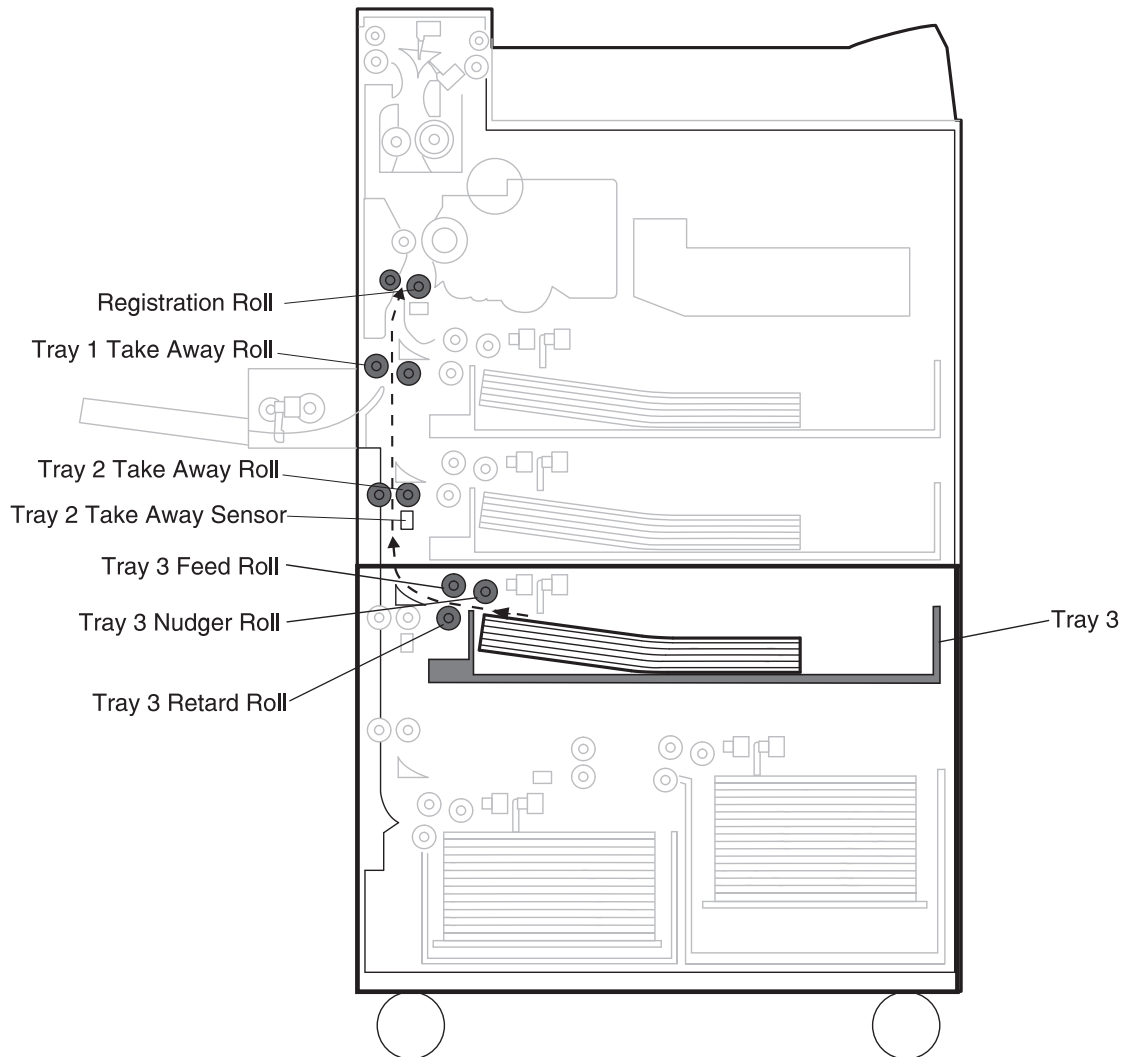 Registration Roll
Tray 1 Take Away Roll
Tray 2 Take Away Roll
Tray 2 Take Away Sensor
Tray 3 Feed Roll
Tray 3 Nudger Roll
Tray 3
Tray 3 Retard Roll